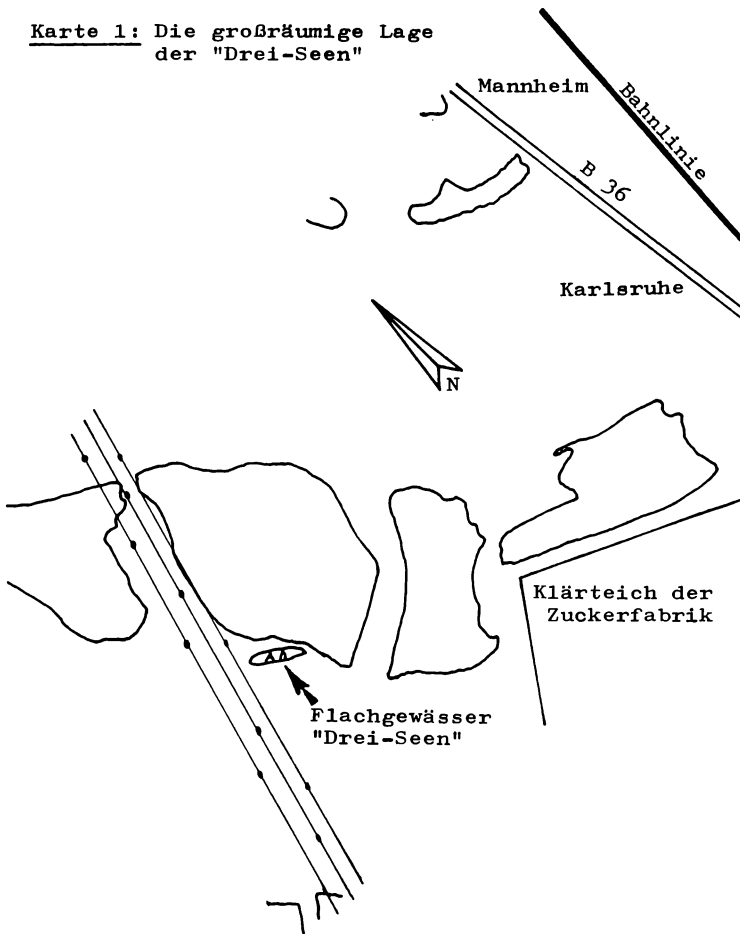 Karte 1: Die großräumige Lage
der "Drei-Seen"
Mannheim
Bahnlinie
B 36
Karlsruhe
N
Klärteich der
Zuckerfabrik
Flachgewässer
"Drei-Seen"